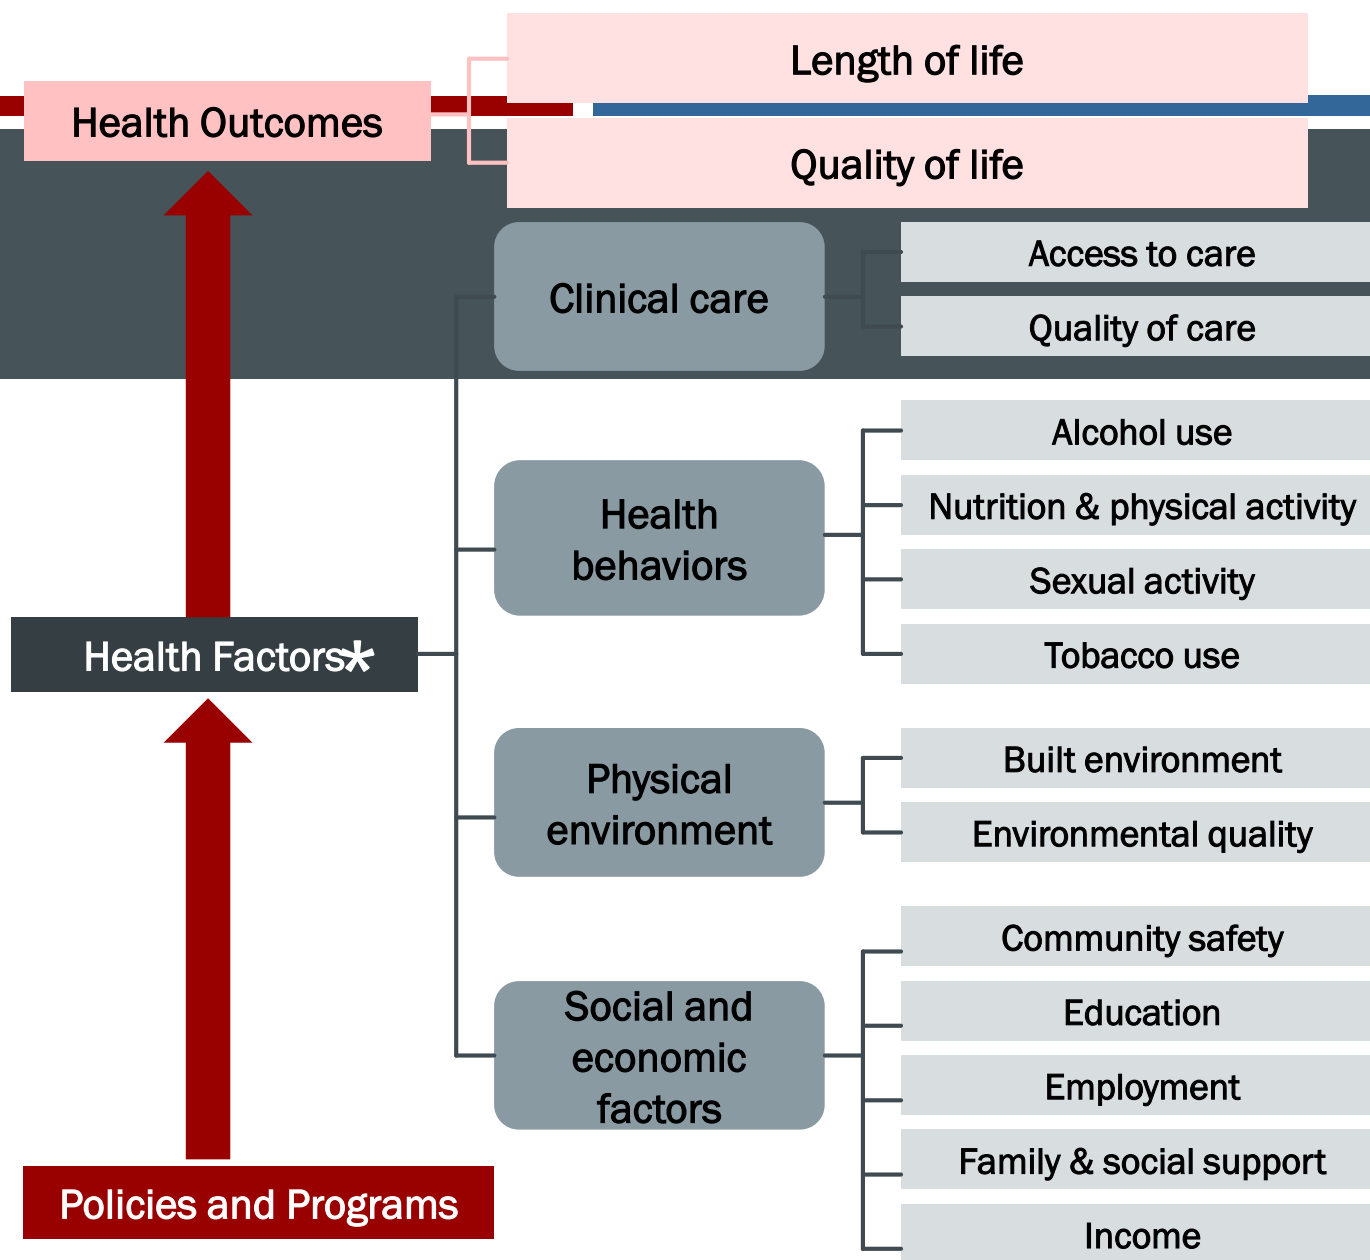 Length of life
Health Outcomes
Quality of life
Clinical care
Access to care
Quality of care
Health
behaviors
Alcohol use
Nutrition & physical activity
Sexual activity
Tobacco use
Health Factors*
Physical
environment
Built environment
Environmental quality
Social and
economic
factors
Community safety
Education
Employment
Family & social support
Income
Policies and Programs